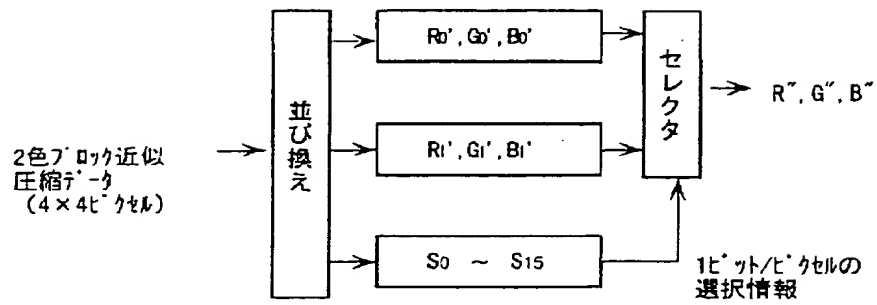 2色ブロック近似
圧縮データ
(4×4ピクセル)
並び換え
R0',G0',B0'
R1',G1',B1'
S0 ～ S15
セレクタ
R",G",B"
1ビット/ピクセルの
選択情報